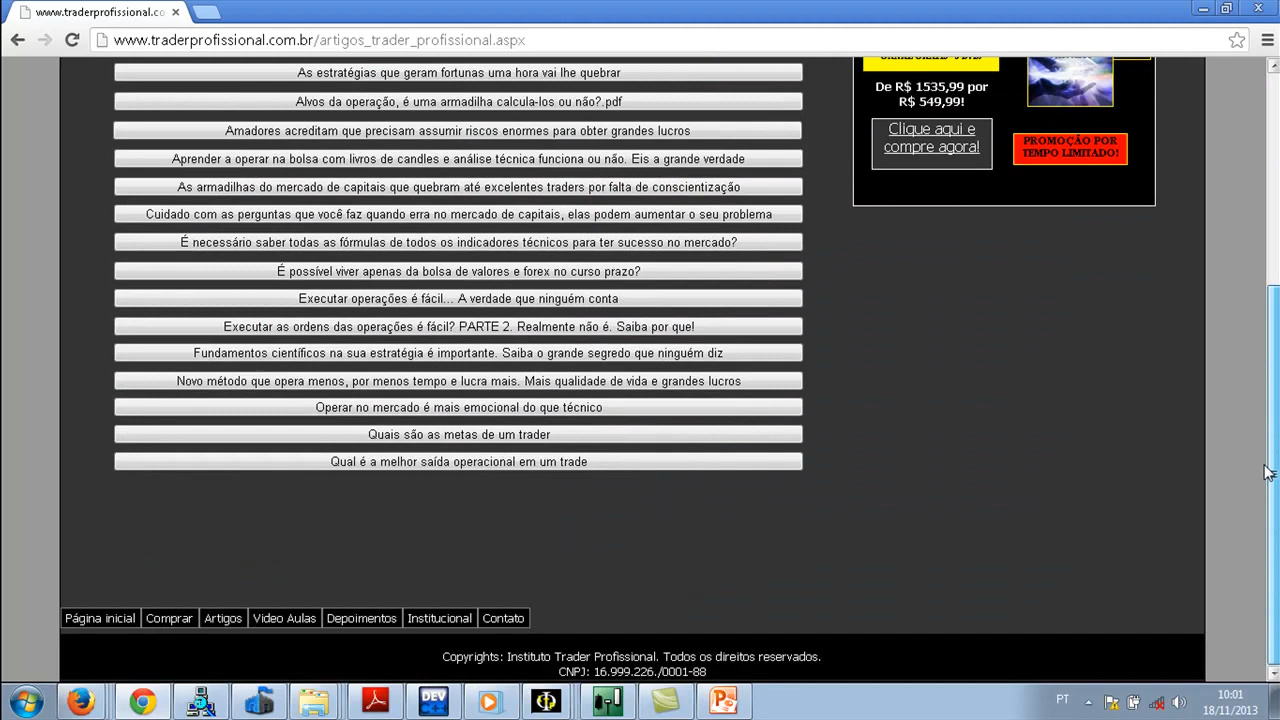 www.traderprofissional.co
www.traderprofissional.com.br/artigos_trader_profissional.aspx
As estratégias que geram fortunas uma hora vai lhe quebrar
Alvos da operação, é uma armadilha calcula-los ou não?.pdf
Amadores acreditam que precisam assumir riscos enormes para obter grandes lucros
Aprender a operar na bolsa com livros de candles e análise técnica funciona ou não. Eis a grande verdade
As armadilhas do mercado de capitais que quebram até excelentes traders por falta de conscientização
Cuidado com as perguntas que você faz quando erra no mercado de capitais, elas podem aumentar o seu problema
É necessário saber todas as fórmulas de todos os indicadores técnicos para ter sucesso no mercado?
É possível viver apenas da bolsa de valores e forex no curso prazo?
Executar operações é fácil... A verdade que ninguém conta
Executar as ordens das operações é fácil? PARTE 2. Realmente não é. Saiba por que!
Fundamentos científicos na sua estratégia é importante. Saiba o grande segredo que ninguém diz
Novo método que opera menos, por menos tempo e lucra mais. Mais qualidade de vida e grandes lucros
Operar no mercado é mais emocional do que técnico
Quais são as metas de um trader
Qual é a melhor saída operacional em um trade
De R$ 1535,99 por
R$ 549,99!
Clique aqui e
compre agora!
PROMOÇÃO POR
TEMPO LIMITADO!
Página inicial Comprar Artigos Video Aulas Depoimentos Institucional Contato
Copyrights: Instituto Trader Profissional. Todos os direitos reservados.
CNPJ: 16.999.226./0001-88
DEV
PT
10:01
18/11/2013